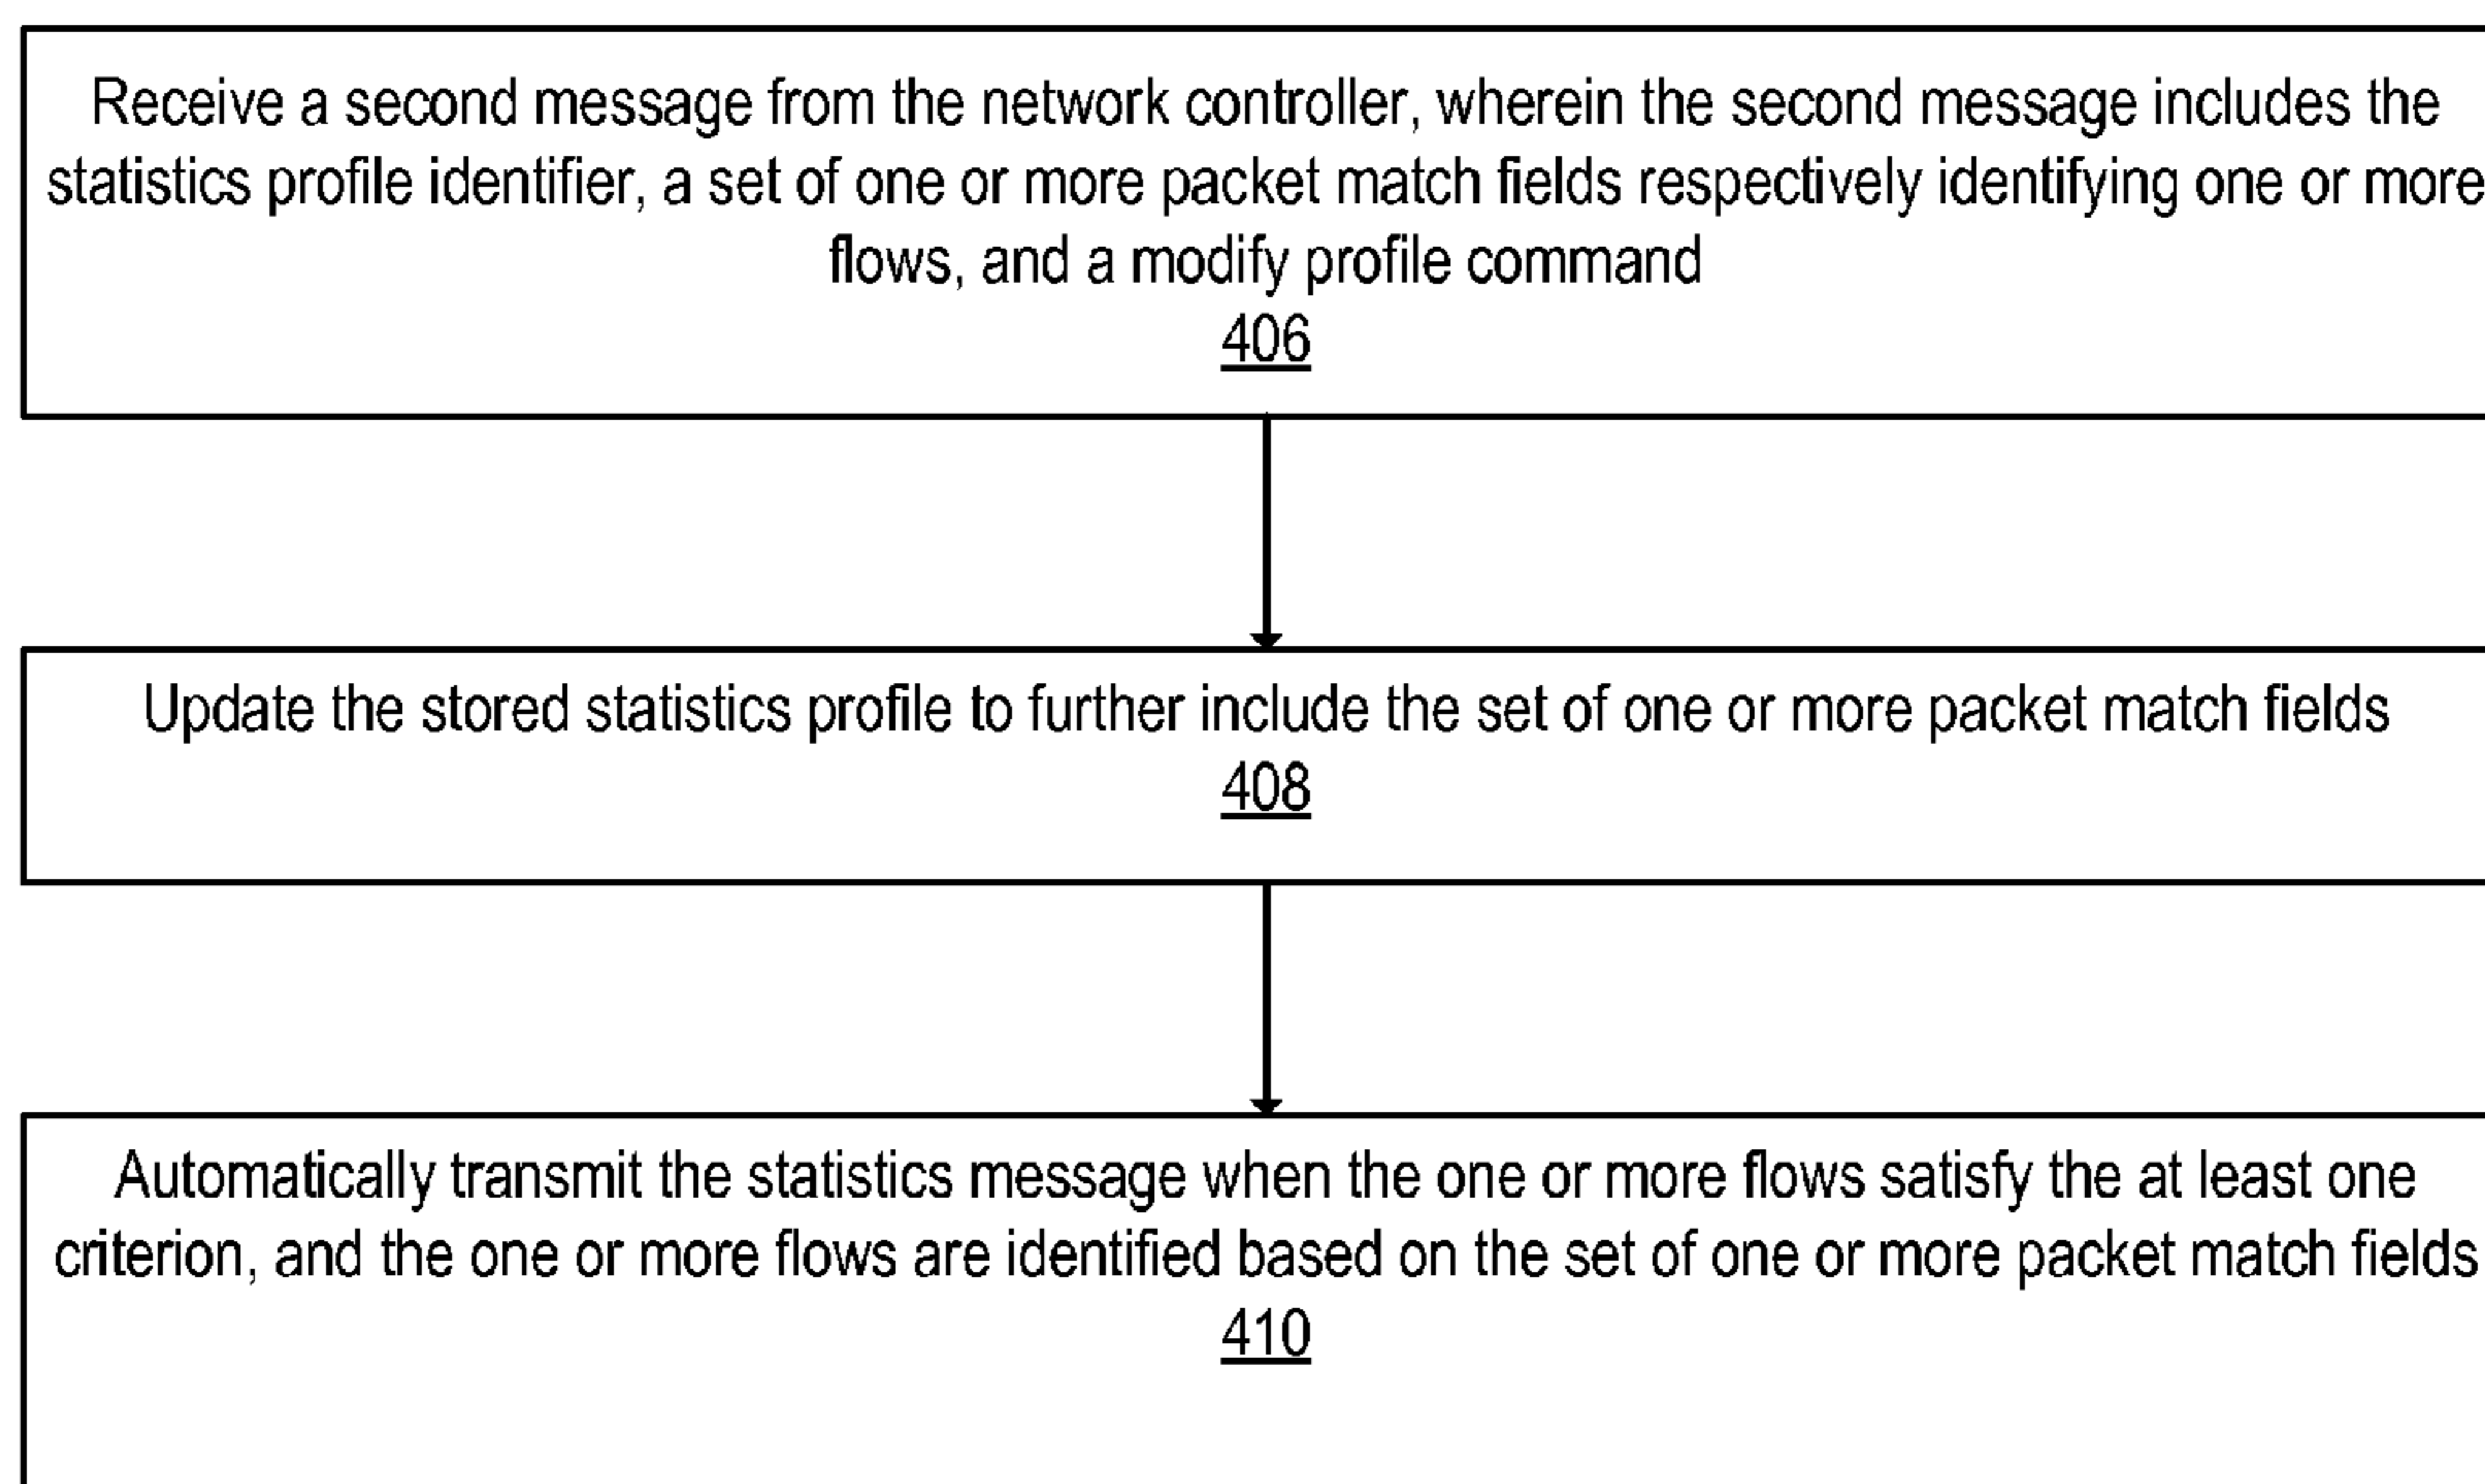 Receive a second message from the network controller, wherein the second message includes the
statistics profile identifier, a set of one or more packet match fields respectively identifying one or more
flows, and a modify profile command
406
Update the stored statistics profile to further include the set of one or more packet match fields
408
Automatically transmit the statistics message when the one or more flows satisfy the at least one
criterion, and the one or more flows are identified based on the set of one or more packet match fields
410